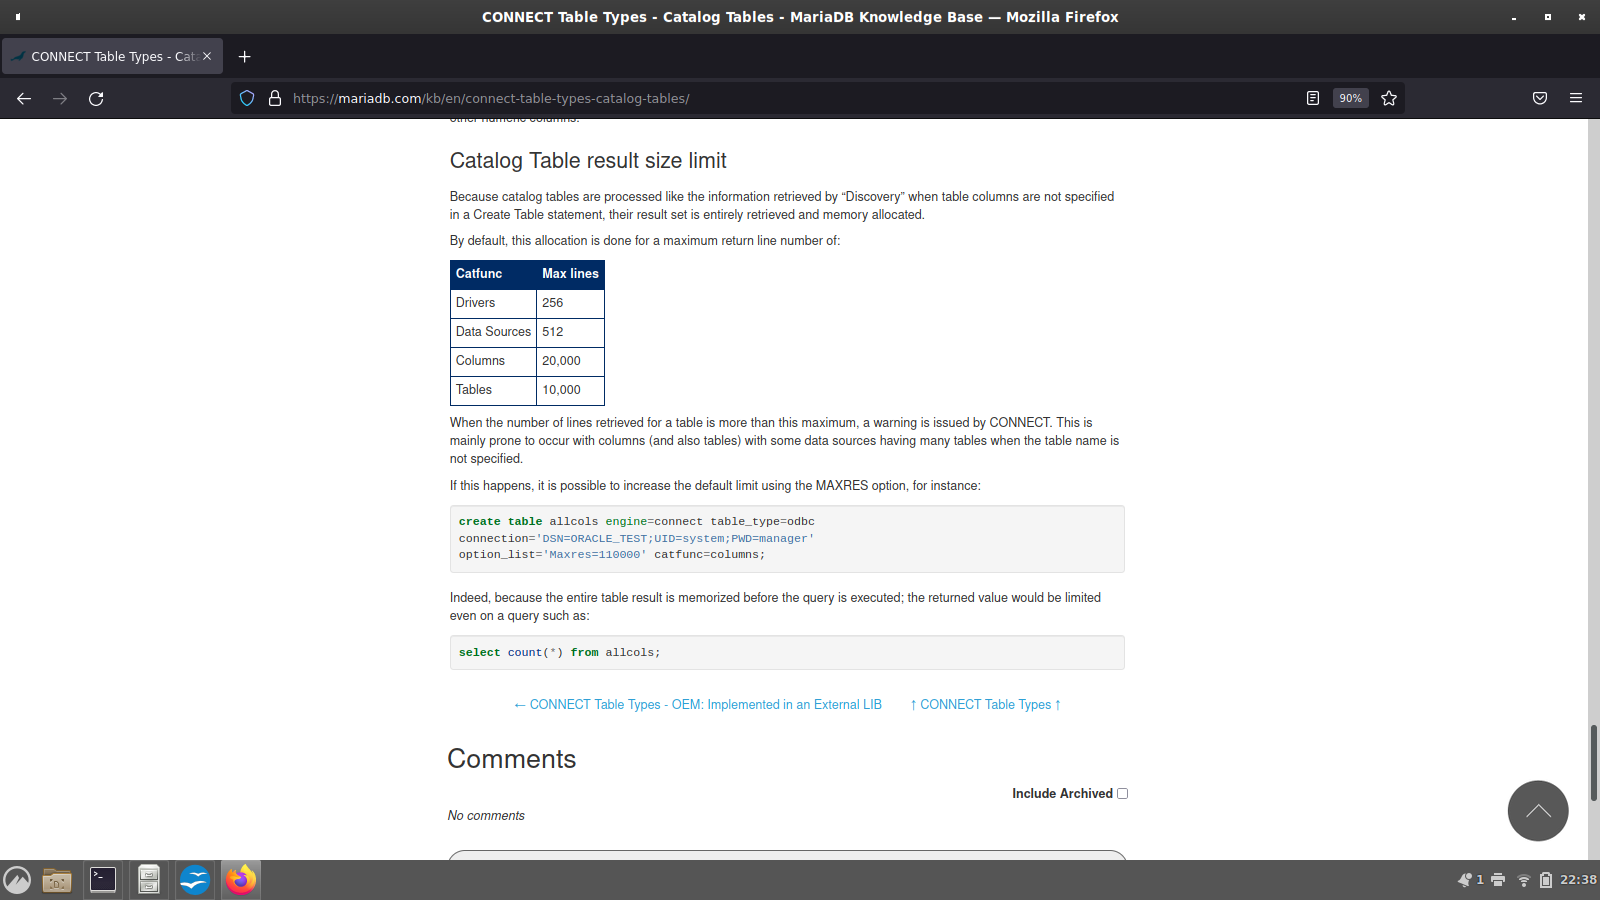 CONNECT Table Types - Catalog Tables - MariaDB Knowledge Base — Mozilla Firefox
CONNECT Table Types - Cat
https://mariadb.com/kb/en/connect-table-types-catalog-tables/
90%
other numeric columns.
Catalog Table result size limit
Because catalog tables are processed like the information retrieved by “Discovery” when table columns are not specified
in a Create Table statement, their result set is entirely retrieved and memory allocated.
By default, this allocation is done for a maximum return line number of:
Catfunc Max lines
Drivers 256
Data Sources 512
Columns 20,000
Tables 10,000
When the number of lines retrieved for a table is more than this maximum, a warning is issued by CONNECT. This is
mainly prone to occur with columns (and also tables) with some data sources having many tables when the table name is
not specified.
If this happens, it is possible to increase the default limit using the MAXRES option, for instance:
create table allcols engine=connect table_type=odbc
connection='DSN=ORACLE_TEST;UID=system;PWD=manager'
option_list='Maxres=110000' catfunc=columns;
Indeed, because the entire table result is memorized before the query is executed; the returned value would be limited
even on a query such as:
select count(*) from allcols;
← CONNECT Table Types - OEM: Implemented in an External LIB ↑ CONNECT Table Types ↑
Comments
Include Archived
No comments
1 22:38